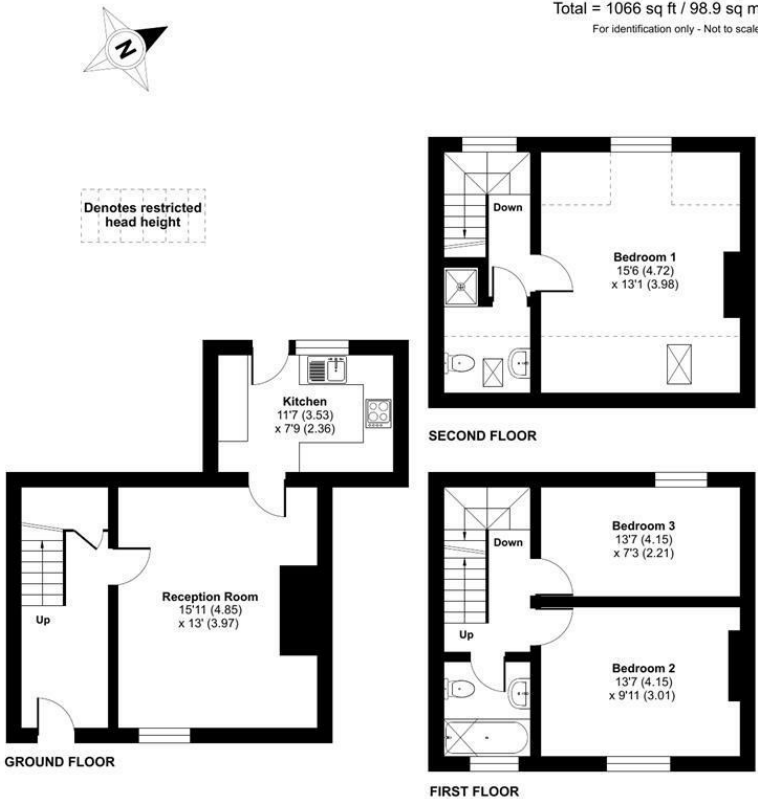 Total = 1066 sq ft / 98.9 sq m
For identification only - Not to scale
N
Denotes restricted
head height
Down
Bedroom 1
15'6 (4.72)
x 13'1 (3.98)
SECOND FLOOR
Kitchen
11'7 (3.53)
x 7'9 (2.36)
Reception Room
15'11 (4.85)
x 13' (3.97)
Up
GROUND FLOOR
Down
Bedroom 3
13'7 (4.15)
x 7'3 (2.21)
Up
Bedroom 2
13'7 (4.15)
x 9'11 (3.01)
FIRST FLOOR